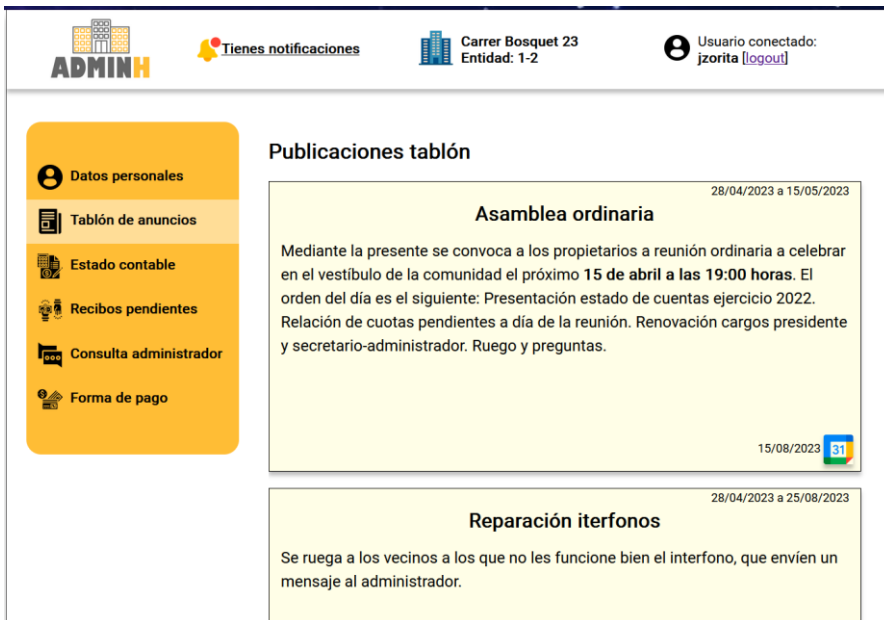 ADMINH
Tienes notificaciones
Carrer Bosquet 23
Entidad: 1-2
Usuario conectado:
jzorita [logout]
Datos personales
Tablón de anuncios
Estado contable
Recibos pendientes
Consulta administrador
Forma de pago
Publicaciones tablón
28/04/2023 a 15/05/2023
Asamblea ordinaria
Mediante la presente se convoca a los propietarios a reunión ordinaria a celebrar
en el vestíbulo de la comunidad el próximo 15 de abril a las 19:00 horas. El
orden del día es el siguiente: Presentación estado de cuentas ejercicio 2022.
Relación de cuotas pendientes a día de la reunión. Renovación cargos presidente
y secretario-administrador. Ruego y preguntas.
15/08/2023
31
28/04/2023 a 25/08/2023
Reparación iterfonos
Se ruega a los vecinos a los que no les funcione bien el interfono, que envíen un
mensaje al administrador.